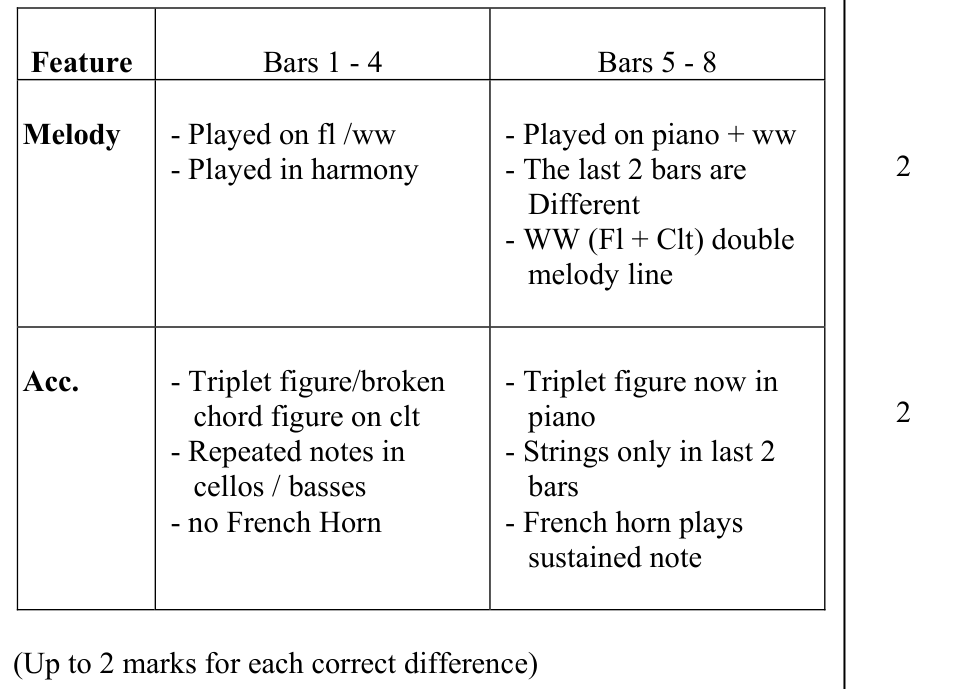 Feature Bars 1 - 4 Bars 5 - 8
Melody - Played on fl /ww - Played on piano + ww
- Played in harmony - The last 2 bars are 2
Different
- WW (Fl + Clt) double
melody line
Acc. - Triplet figure/broken - Triplet figure now in
chord figure on clt piano 2
- Repeated notes in - Strings only in last 2
cellos / basses bars
- no French Horn - French horn plays
sustained note
(Up to 2 marks for each correct difference)